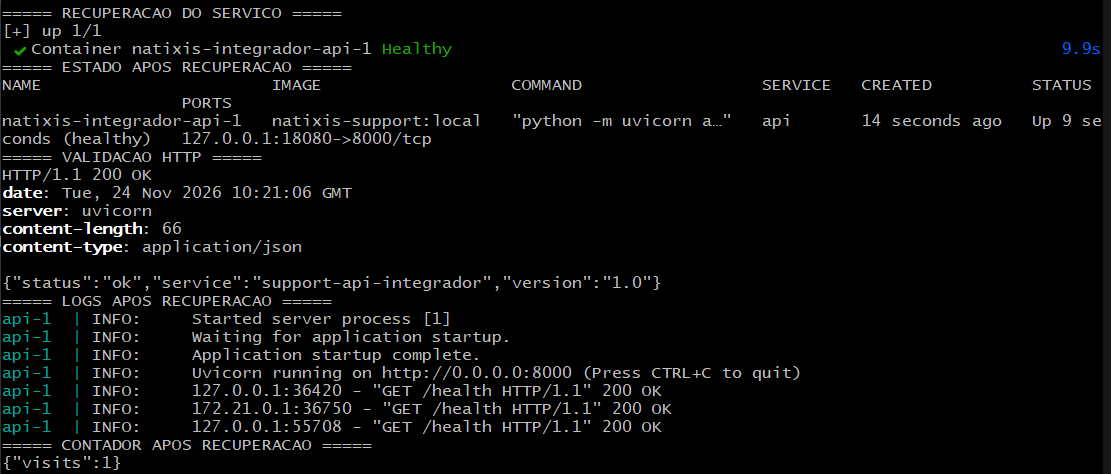 ===== RECUPERACAO DO SERVICO =====
[+] up 1/1
✔ Container natixis-integrador-api-1 Healthy 9.9s
===== ESTADO APOS RECUPERACAO =====
NAME IMAGE COMMAND SERVICE CREATED STATUS
PORTS
natixis-integrador-api-1 natixis-support:local "python -m uvicorn a…" api 14 seconds ago Up 9 se
conds (healthy) 127.0.0.1:18080->8000/tcp
===== VALIDACAO HTTP =====
HTTP/1.1 200 OK
date: Tue, 24 Nov 2026 10:21:06 GMT
server: uvicorn
content-length: 66
content-type: application/json
{"status":"ok","service":"support-api-integrador","version":"1.0"}
===== LOGS APOS RECUPERACAO =====
api-1 | INFO: Started server process [1]
api-1 | INFO: Waiting for application startup.
api-1 | INFO: Application startup complete.
api-1 | INFO: Uvicorn running on http://0.0.0.0:8000 (Press CTRL+C to quit)
api-1 | INFO: 127.0.0.1:36420 - "GET /health HTTP/1.1" 200 OK
api-1 | INFO: 172.21.0.1:36750 - "GET /health HTTP/1.1" 200 OK
api-1 | INFO: 127.0.0.1:55708 - "GET /health HTTP/1.1" 200 OK
===== CONTADOR APOS RECUPERACAO =====
{"visits":1}